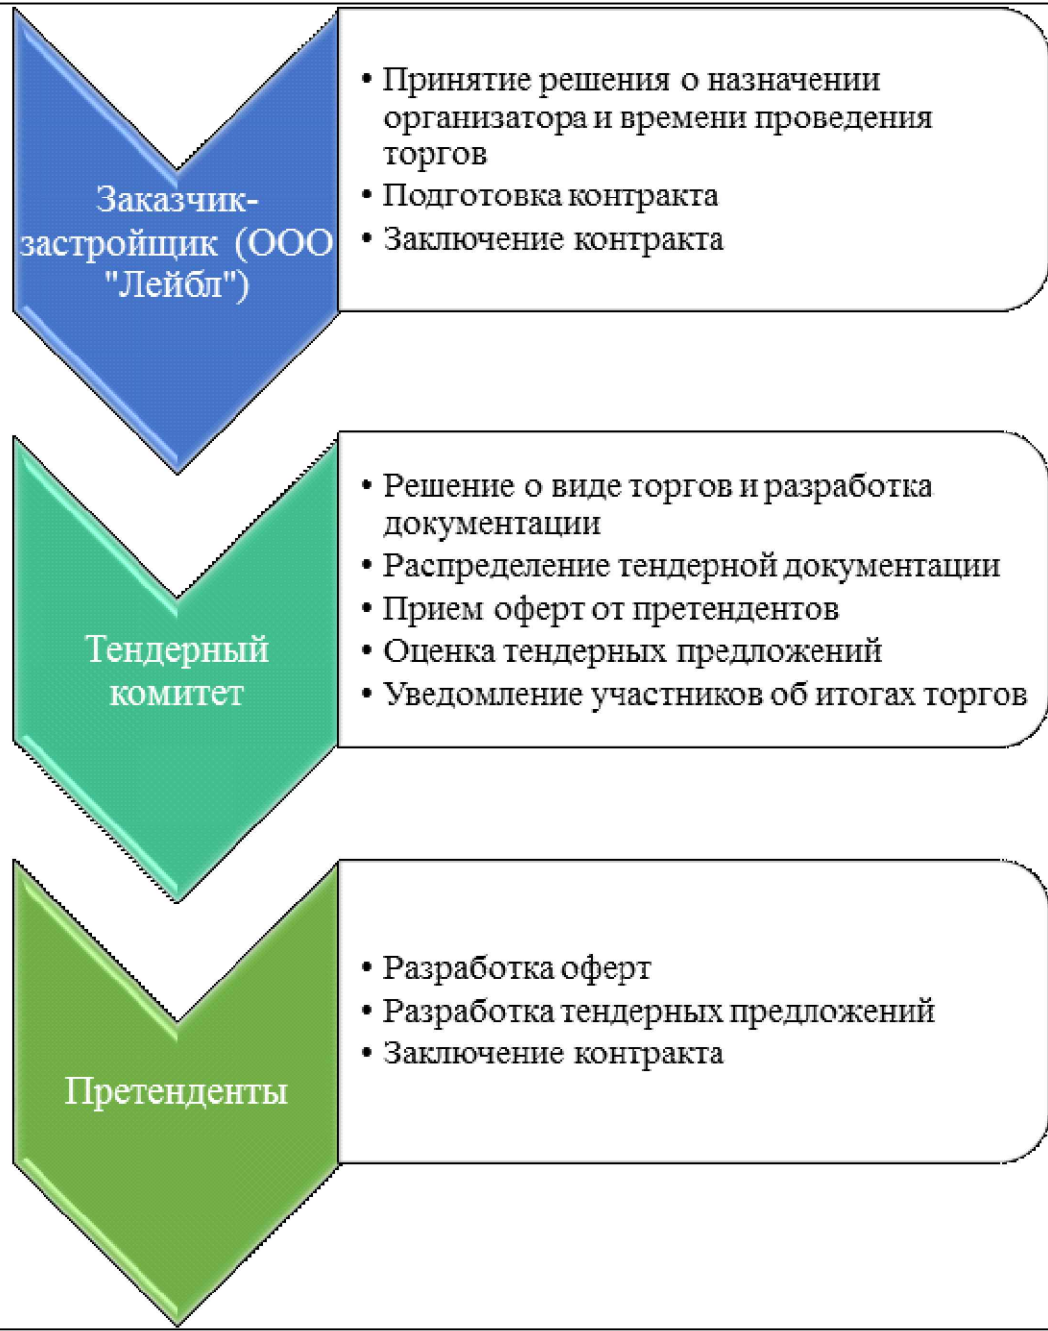 Заказчик-
застройщик (ООО
"Лейбл")
• Принятие решения о назначении
организатора и времени проведения
торгов
• Подготовка контракта
• Заключение контракта
Тендерный
комитет
• Решение о виде торгов и разработка
документации
• Распределение тендерной документации
• Прием оферт от претендентов
• Оценка тендерных предложений
• Уведомление участников об итогах торгов
Претенденты
• Разработка оферт
• Разработка тендерных предложений
• Заключение контракта